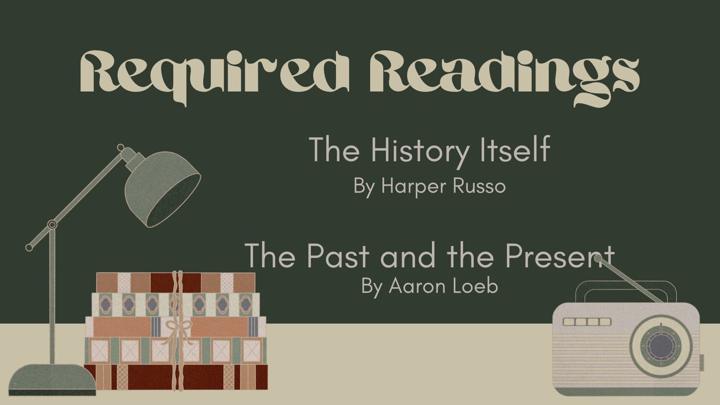 Required Readings
The History Itself
By Harper Russo
The Past and the Present
By Aaron Loeb